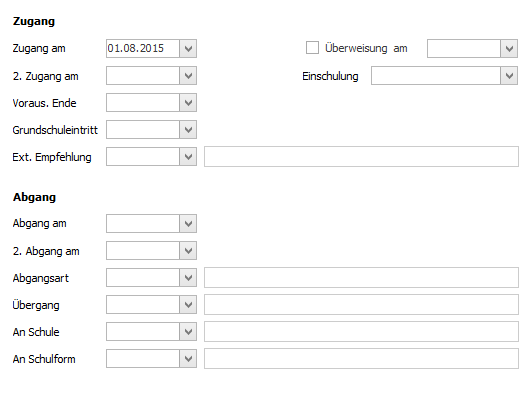 Zugang
Zugang am 01.08.2015 Überweisung am
2. Zugang am Einschulung
Voraus. Ende
Grundschuleintritt
Ext. Empfehlung
Abgang
Abgang am
2. Abgang am
Abgangsart
Übergang
An Schule
An Schulform